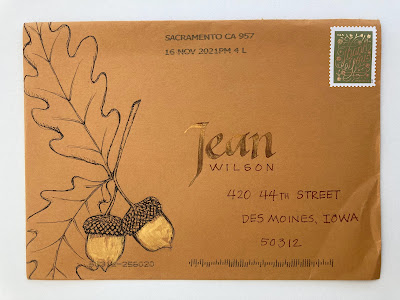 SACRAMENTO CA 957
16 NOV 2021PM 4 L
Jean
WILSON
420 44TH STREET
DES MOINES, IOWA
50312